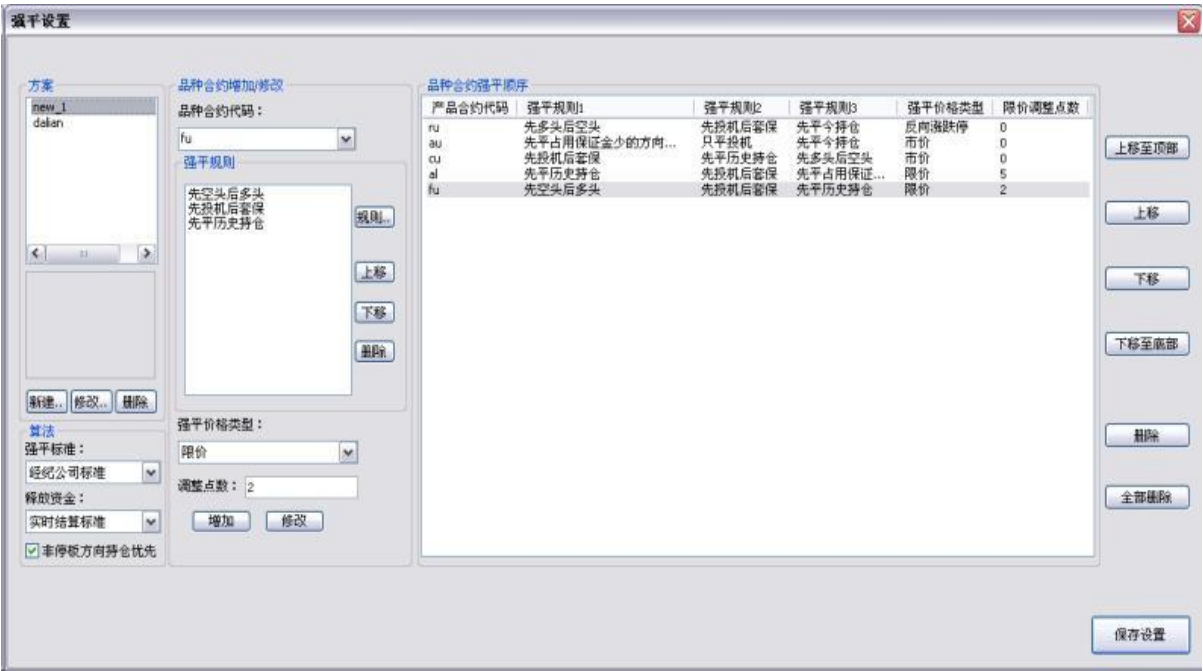 强平设置
方案
new_1
dalian
新建..
修改..
删除
算法
强平标准：
经纪公司标准
释放资金：
实时结算标准
非停板方向持仓优先
品种合约增加/修改
品种合约代码：
fu
强平规则
先空头后多头
先投机后套保
先平历史持仓
规则..
上移
下移
删除
强平价格类型：
限价
调整点数：2
增加
修改
品种合约强平顺序
产品合约代码 强平规则1 强平规则2 强平规则3 强平价格类型 限价调整点数
ru 先多头后空头 先投机后套保 先平今持仓 反向涨跌停 0
au 先平占用保证金少的方向... 只平投机 先平今持仓 市价 0
cu 先投机后套保 先平历史持仓 先多头后空头 市价 0
al 先平历史持仓 先投机后套保 先平占用保证... 限价 5
fu 先空头后多头 先投机后套保 先平历史持仓 限价 2
上移至顶部
上移
下移
下移至底部
删除
全部删除
保存设置